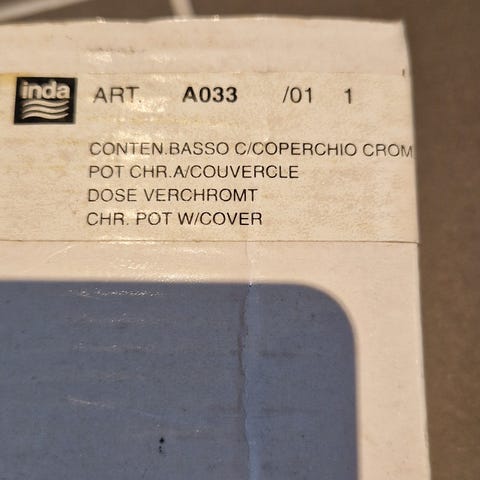 inda
ART. A033 /01 1
CONTEN.BASSO C/COPERCHIO CROM
POT CHR.A/COUVERCLE
DOSE VERCHROMT
CHR. POT W/COVER